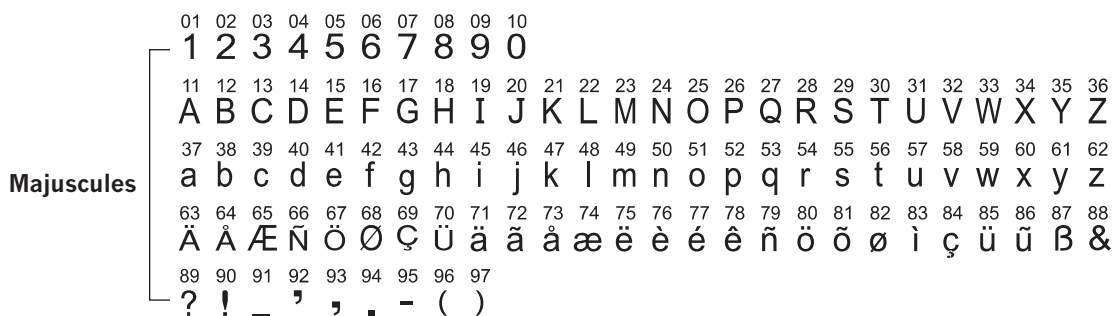 01 02 03 04 05 06 07 08 09 10
1 2 3 4 5 6 7 8 9 0
11 12 13 14 15 16 17 18 19 20 21 22 23 24 25 26 27 28 29 30 31 32 33 34 35 36
A B C D E F G H I J K L M N O P Q R S T U V W X Y Z
37 38 39 40 41 42 43 44 45 46 47 48 49 50 51 52 53 54 55 56 57 58 59 60 61 62
Majuscules
a b c d e f g h i j k l m n o p q r s t u v w x y z
63 64 65 66 67 68 69 70 71 72 73 74 75 76 77 78 79 80 81 82 83 84 85 86 87 88
Ä Å Æ Ñ Ö Ø Ç Ü ä ã å æ ë è é ê ñ ö õ ø ì ç ü ũ ß &
89 90 91 92 93 94 95 96 97
? ! _ ’ , . - ( )